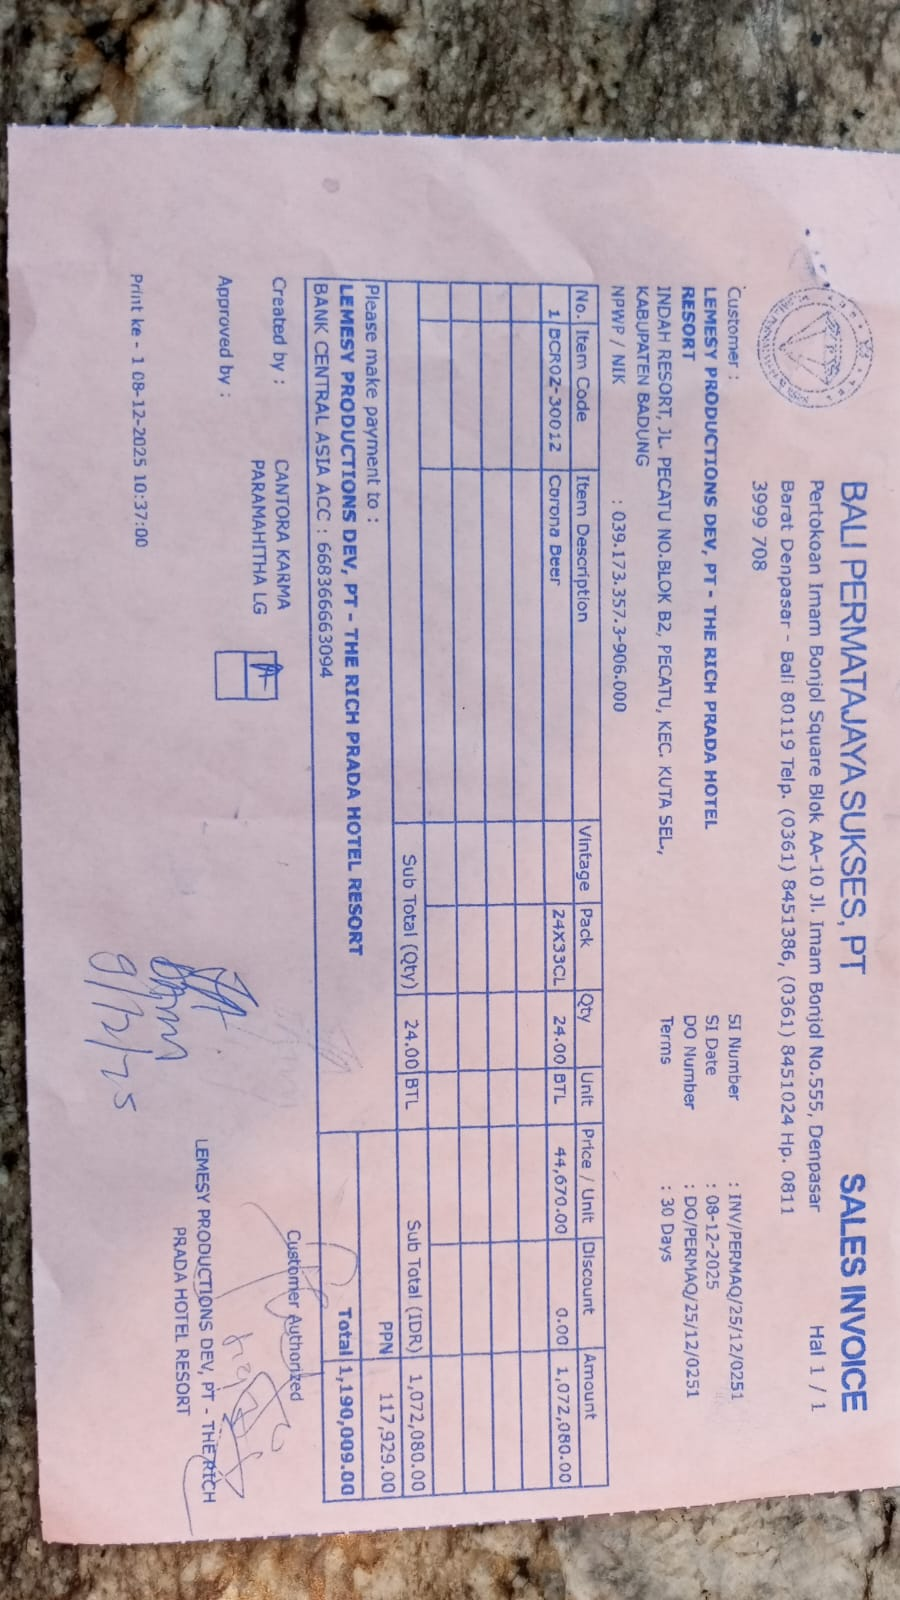 BALI PERMATAJAYA SUKSES, PT
SALES INVOICE
Pertokoan Imam Bonjol Square Blok AA-10 Jl. Imam Bonjol No.555, Denpasar
Hal 1 / 1
Barat Denpasar - Bali 80119 Telp. (0361) 8451386, (0361) 8451024 Hp. 0811
3999 708
Customer :
LEMESY PRODUCTIONS DEV, PT - THE RICH PRADA HOTEL
RESORT
INDAH RESORT, JL. PECATU NO.BLOK B2, PECATU, KEC. KUTA SEL.,
KABUPATEN BADUNG
NPWP / NIK : 039.173.357.3-906.000
SI Number : INV/PERMAQ/25/12/0251
SI Date : 08-12-2025
DO Number : DO/PERMAQ/25/12/0251
Terms : 30 Days
No. Item Code Item Description Vintage Pack Qty Unit Price / Unit Discount Amount
1 BCR02-30012 Corona Beer 24X33CL 24.00 BTL 44,670.00 0.00 1,072,080.00
Sub Total (Qty) 24.00 BTL Sub Total (IDR) 1,072,080.00
Please make payment to :
PPN 117,929.00
LEMESY PRODUCTIONS DEV, PT - THE RICH PRADA HOTEL RESORT
Total 1,190,009.00
BANK CENTRAL ASIA ACC : 668366663094
Created by : CANTORA KARMA
PARAMAHITHA LG
Approved by :
Customer Authorized
LEMESY PRODUCTIONS DEV, PT - THE RICH
PRADA HOTEL RESORT
9/12/25
Print ke - 1 08-12-2025 10:37:00